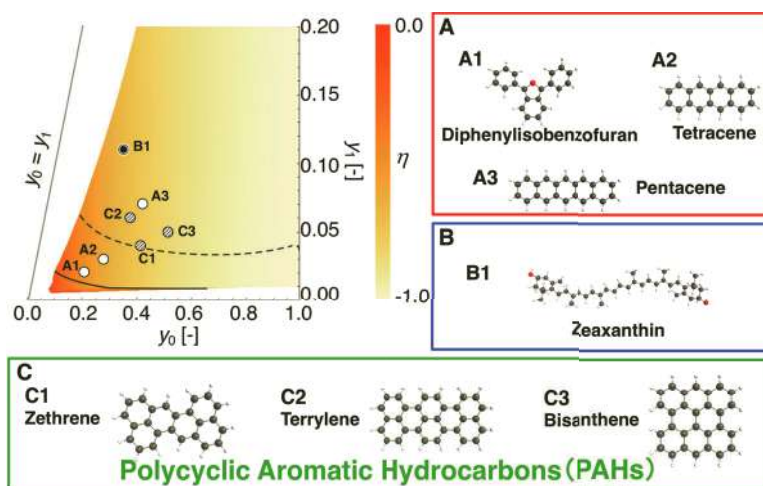 y0 = y1
0.20
0.15
0.10
0.05
0.00
y1 [-]
0.0 0.2 0.4 0.6 0.8 1.0
y0 [-]
B1
A3
C2
C3
A2
C1
A1
0.0
η
-1.0
A
A1
Diphenylisobenzofuran
A2
Tetracene
A3
Pentacene
B
B1
Zeaxanthin
C
C1
Zethrene
C2
Terrylene
C3
Bisanthene
Polycyclic Aromatic Hydrocarbons(PAHs)